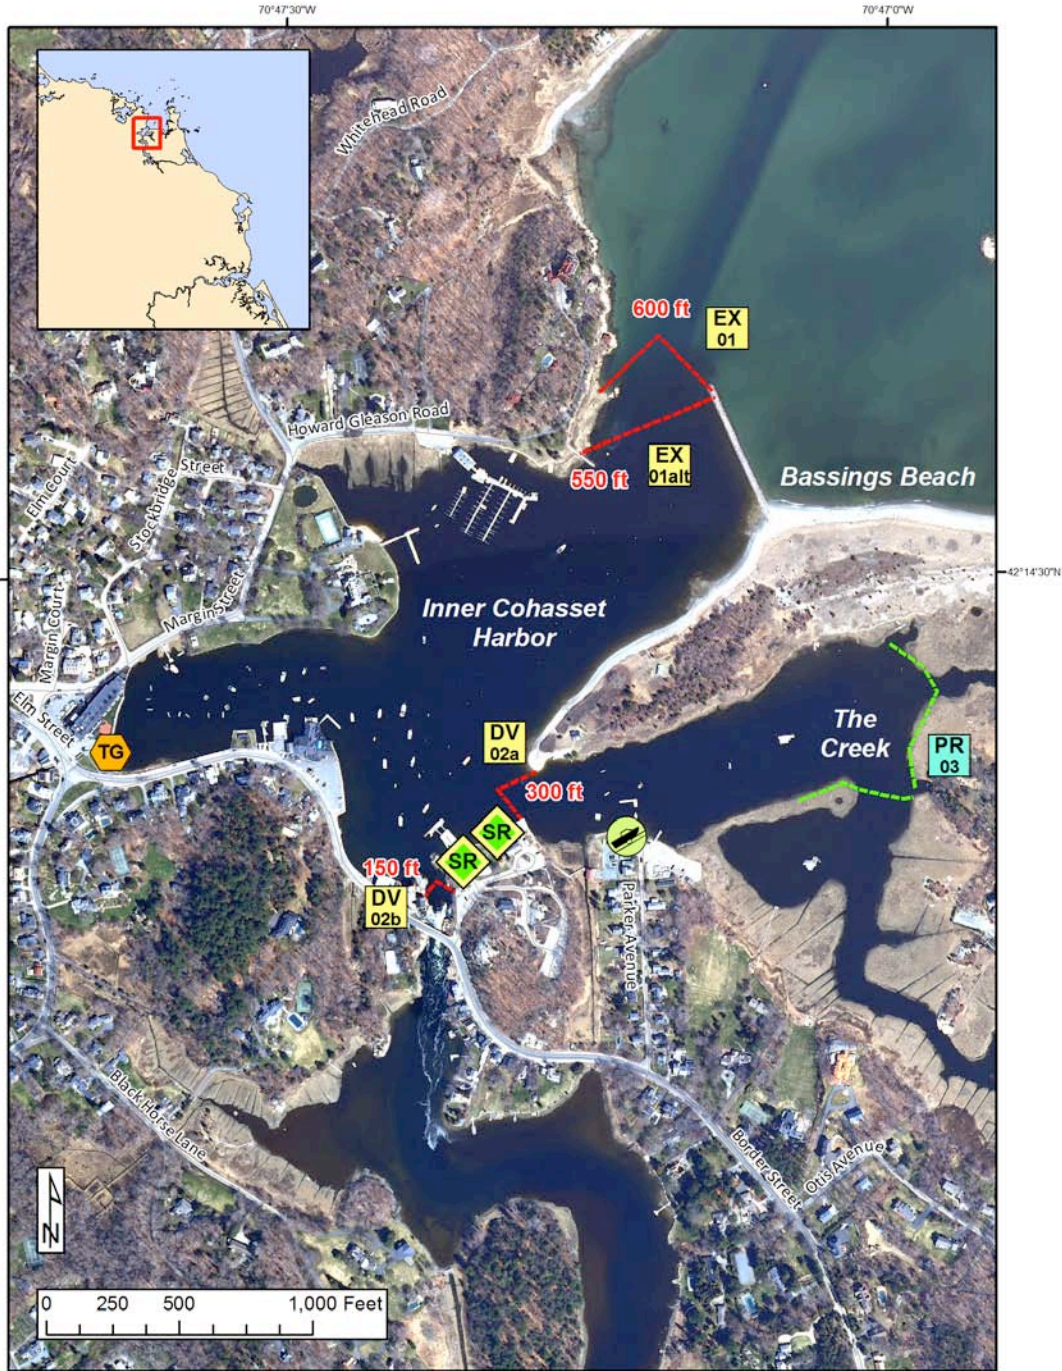 70°47'30"W
70°47'0"W
Whitehead Road
600 ft
EX
01
Howard Gleason Road
EX
01alt
550 ft
Bassings Beach
Elm Court
Stockbridge
Street
42°14'30"N
Margin Court
Margin Street
Inner Cohasset
Harbor
Elm Street
TG
DV
02a
The
Creek
PR
03
300 ft
SR
SR
150 ft
DV
02b
Parker Avenue
Black Horse Lane
Border Street
Otis Avenue
N
0 250 500 1,000 Feet